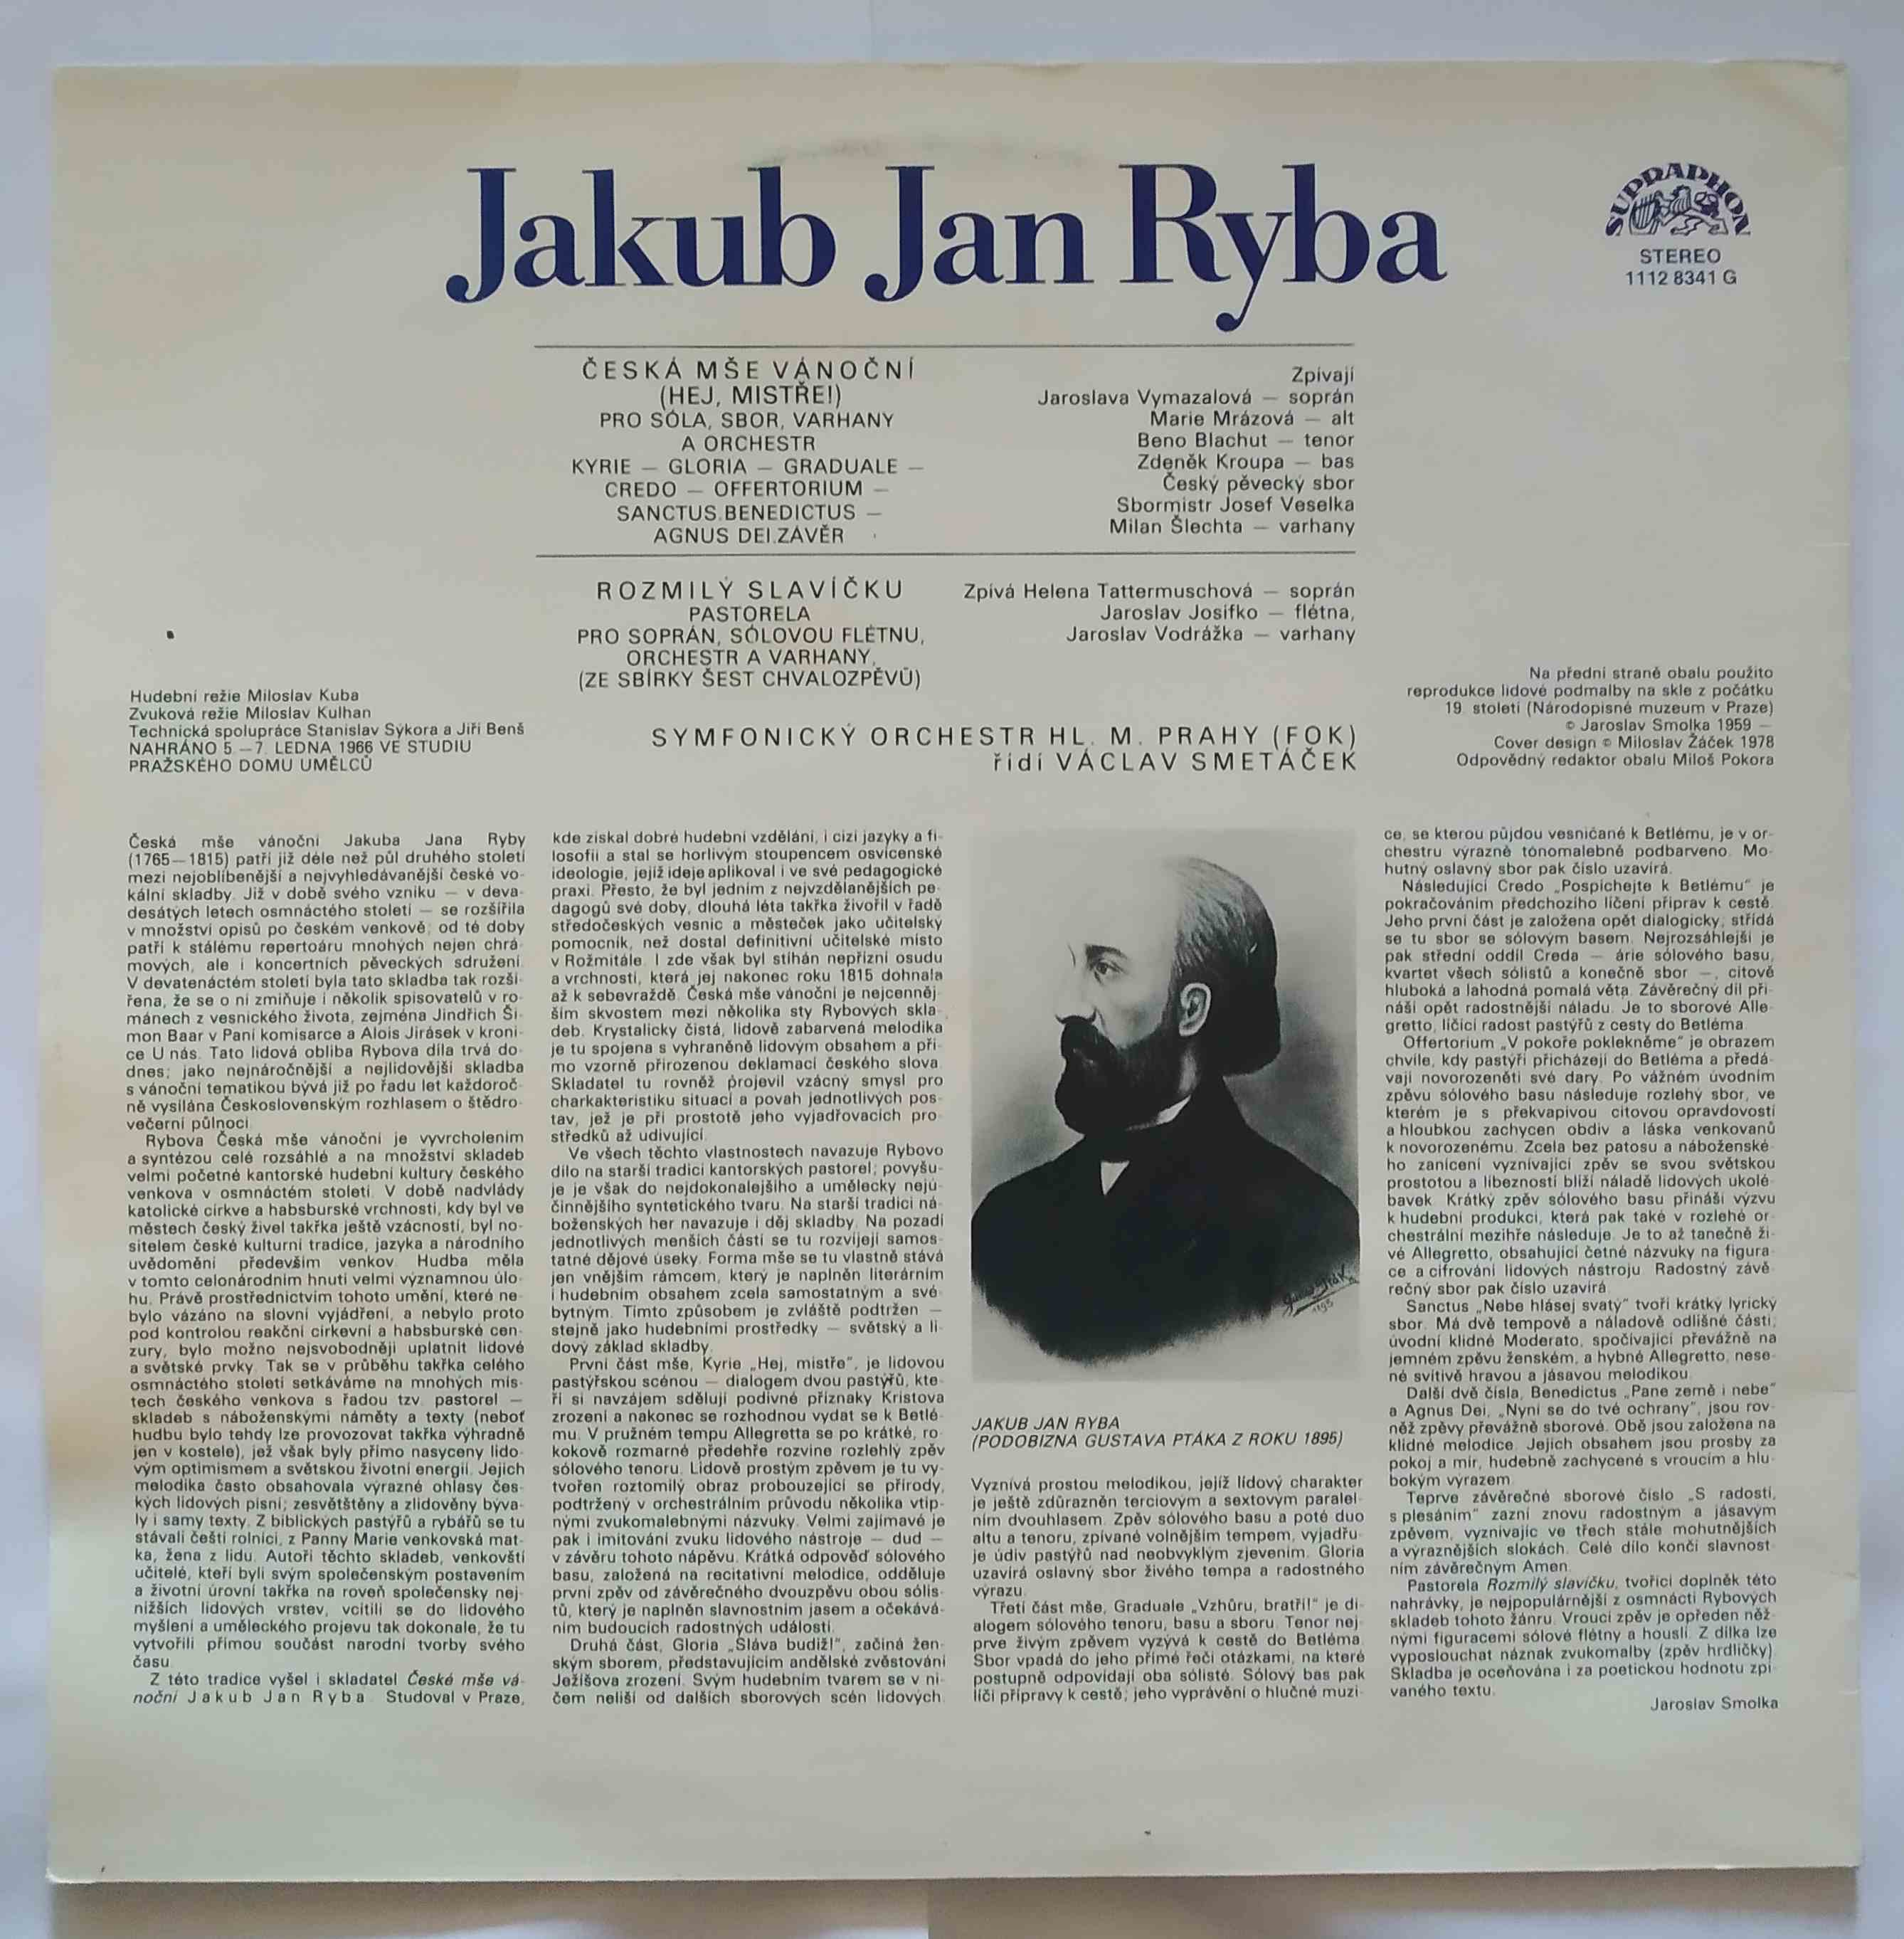 Jakub Jan Ryba
SUPRAPHON
STEREO
1112 8341 G
ČESKÁ MŠE VÁNOČNÍ
(HEJ, MISTŘE!)
PRO SÓLA, SBOR, VARHANY
A ORCHESTR
KYRIE — GLORIA — GRADUALE —
CREDO — OFFERTORIUM —
SANCTUS.BENEDICTUS —
AGNUS DEI.ZÁVĚR
Zpívají
Jaroslava Vymazalová — soprán
Marie Mrázová — alt
Beno Blachut — tenor
Zdeněk Kroupa — bas
Český pěvecký sbor
Sbormistr Josef Veselka
Milan Šlechta — varhany
ROZMILÝ SLAVÍČKU
PASTORELA
PRO SOPRÁN, SÓLOVOU FLÉTNU,
ORCHESTR A VARHANY,
(ZE SBÍRKY ŠEST CHVALOZPĚVŮ)
Zpívá Helena Tattermuschová — soprán
Jaroslav Josífko — flétna,
Jaroslav Vodrážka — varhany
SYMFONICKÝ ORCHESTR HL. M. PRAHY (FOK)
řídí VÁCLAV SMETÁČEK
Hudební režie Miloslav Kuba
Zvuková režie Miloslav Kulhan
Technická spolupráce Stanislav Sýkora a Jiří Beneš
NAHRÁNO 5.—7. LEDNA 1966 VE STUDIU
PRAŽSKÉHO DOMU UMĚLCŮ
Na přední straně obalu použito
reprodukce lidové podmalby na skle z počátku
19. století (Národopisné muzeum v Praze)
© Jaroslav Smolka 1959 —
Cover design © Miloslav Žáček 1978
Odpovědný redaktor obalu Miloš Pokora
Česká mše vánoční Jakuba Jana Ryby
(1765—1815) patří již déle než půl druhého století
mezi nejoblíbenější a nejvyhledávanější české vo-
kální skladby. Již v době svého vzniku — v deva-
desátých letech osmnáctého století — se rozšířila
v množství opisů po českém venkově; od té doby
patří k stálému repertoáru mnohých nejen chrá-
mových, ale i koncertních pěveckých sdružení.
V devatenáctém století byla tato skladba tak rozší-
řena, že se o ní zmiňuje i několik spisovatelů v ro-
mánech z vesnického života, zejména Jindřich Ši-
mon Baar v Paní komisarce a Alois Jirásek v kroni-
ce U nás. Tato lidová obliba Rybova díla trvá do-
dnes; jako nejnáročnější a nejlidovější skladba
s vánoční tematikou bývá již po řadu let každoroč-
ně vysílána Československým rozhlasem o štědro-
večerní půlnoci.
Rybova Česká mše vánoční je vyvrcholením
a syntézou celé rozsáhlé a na množství skladeb
velmi početné kantorské hudební kultury českého
venkova v osmnáctém století. V době nadvlády
katolické církve a habsburské vrchnosti, kdy byl ve
městech český živel takřka ještě vzácností, byl no-
sitelem české kulturní tradice, jazyka a národního
uvědomění především venkov. Hudba měla
v tomto celonárodním hnutí velmi významnou úlo-
hu. Právě prostřednictvím tohoto umění, které ne-
bylo vázáno na slovní vyjádření, a nebylo proto
pod kontrolou reakční církevní a habsburské cen-
zury, bylo možno nejsvobodněji uplatnit lidové
a světské prvky. Tak se v průběhu takřka celého
osmnáctého století setkáváme na mnohých mís-
tech českého venkova s řadou tzv. pastorel —
skladeb s náboženskými náměty a texty (neboť
hudbu bylo tehdy lze provozovat takřka výhradně
jen v kostele), jež však byly přímo nasyceny lido-
vým optimismem a světskou životní energií. Jejich
melodika často obsahovala výrazné ohlasy čes-
kých lidových písní; zesvětštěny a zlidověny býva-
ly i samy texty. Z biblických pastýřů a rybářů se tu
stávali čeští rolníci, z Panny Marie venkovská mat-
ka, žena z lidu. Autoři těchto skladeb, venkovští
učitelé, kteří byli svým společenským postavením
a životní úrovní takřka na roveň společensky nej-
nižších lidových vrstev, vcítili se do lidového
myšlení a uměleckého projevu tak dokonale, že tu
vytvořili přímou součást narodní tvorby svého
času.
Z této tradice vyšel i skladatel České mše vá-
noční Jakub Jan Ryba. Studoval v Praze,
kde získal dobré hudební vzdělání, i cizí jazyky a fi-
losofii a stal se horlivým stoupencem osvícenské
ideologie, jejíž ideje aplikoval i ve své pedagogické
praxi. Přesto, že byl jedním z nejvzdělanějších pe-
dagogů své doby, dlouhá léta takřka živořil v řadě
středočeských vesnic a městeček jako učitelský
pomocník, než dostal definitivní učitelské místo
v Rožmitále. I zde však byl stíhán nepřízní osudu
a vrchnosti, která jej nakonec roku 1815 dohnala
až k sebevraždě. Česká mše vánoční je nejcenněj-
ším skvostem mezi několika sty Rybových skla-
deb. Krystalicky čistá, lidově zabarvená melodika
je tu spojena s vyhraněně lidovým obsahem a pří-
mo vzorně přirozenou deklamací českého slova.
Skladatel tu rovněž projevil vzácný smysl pro
charkakteristiku situací a povah jednotlivých pos-
tav, jež je při prostotě jeho vyjadřovacích pro-
středků až udivující.
Ve všech těchto vlastnostech navazuje Rybovo
dílo na starší tradici kantorských pastorel; povyšu-
je je však do nejdokonalejšího a umělecky nejú-
činnějšího syntetického tvaru. Na starší tradici ná-
boženských her navazuje i děj skladby. Na pozadí
jednotlivých menších částí se tu rozvíjejí samos-
tatné dějové úseky. Forma mše se tu vlastně stává
jen vnějším rámcem, který je naplněn literárním
i hudebním obsahem zcela samostatným a své-
bytným. Tímto způsobem je zvláště podtržen —
stejně jako hudebními prostředky — světský a li-
dový základ skladby.
První část mše, Kyrie „Hej, mistře“, je lidovou
pastýřskou scénou — dialogem dvou pastýřů, kte-
ří si navzájem sdělují podivné příznaky Kristova
zrození a nakonec se rozhodnou vydat se k Betlé-
mu. V pružném tempu Allegretta se po krátké, ro-
kokově rozmarné předehře rozvine rozlehlý zpěv
sólového tenoru. Lidově prostým zpěvem je tu vy-
tvořen roztomilý obraz probouzející se přírody,
podtržený v orchestrálním průvodu několika vtip-
nými zvukomalebnými názvuky. Velmi zajímavé je
pak i imitování zvuku lidového nástroje — dud —
v závěru tohoto nápěvu. Krátká odpověď sólového
basu, založená na recitativní melodice, odděluje
první zpěv od závěrečného dvouzpěvu obou sólis-
tů, který je naplněn slavnostním jasem a očekává-
ním budoucích radostných událostí.
Druhá část, Gloria „Sláva budiž!“, začíná žen-
ským sborem, představujícím andělské zvěstování
Ježíšova zrození. Svým hudebním tvarem se v ni-
čem neliší od dalších sborových scén lidových.
Gustav Pták
1895
JAKUB JAN RYBA
(PODOBIZNA GUSTAVA PTÁKA Z ROKU 1895)
Vyznívá prostou melodikou, jejíž lidový charakter
je ještě zdůrazněn terciovým a sextovým paralel-
ním dvouhlasem. Zpěv sólového basu a poté duo
altu a tenoru, zpívané volnějším tempem, vyjadřu-
je údiv pastýřů nad neobvyklým zjevením. Gloria
uzavírá oslavný sbor živého tempa a radostného
výrazu.
Třetí část mše, Graduale „Vzhůru, bratři!“ je di-
alogem sólového tenoru, basu a sboru. Tenor nej-
prve živým zpěvem vyzývá k cestě do Betléma.
Sbor vpadá do jeho přímé řeči otázkami, na které
postupně odpovídají oba sólisté. Sólový bas pak
líčí přípravy k cestě; jeho vyprávění o hlučné muzi-
ce, se kterou půjdou vesničané k Betlému, je v or-
chestru výrazně tónomalebně podbarveno. Mo-
hutný oslavný sbor pak číslo uzavírá.
Následující Credo „Pospíchejte k Betlému“ je
pokračováním předchozího líčení příprav k cestě.
Jeho první část je založena opět dialogicky, střídá
se tu sbor se sólovým basem. Nejrozsáhlejší je
pak střední oddíl Creda — árie sólového basu,
kvartet všech sólistů a konečně sbor —, citově
hluboká a lahodná pomalá věta. Závěrečný díl při-
náší opět radostnější náladu. Je to sborové Alle-
gretto, líčící radost pastýřů z cesty do Betléma.
Offertorium „V pokoře poklekněme“ je obrazem
chvíle, kdy pastýři přicházejí do Betléma a předá-
vají novorozeněti své dary. Po vážném úvodním
zpěvu sólového basu následuje rozlehlý sbor, ve
kterém je s překvapivou citovou opravdovostí
a hloubkou zachycen obdiv a láska venkovanů
k novorozenému. Zcela bez patosu a náboženské-
ho zanícení vyznívající zpěv se svou světskou
prostotou a líbezností blíží náladě lidových ukolé-
bavek. Krátký zpěv sólového basu přináší výzvu
k hudební produkci, která pak také v rozlehé or-
chestrální mezihře následuje. Je to až tanečně ži-
vé Allegretto, obsahující četné názvuky na figura-
ce a cifrování lidových nástrojů. Radostný závě-
rečný sbor pak číslo uzavírá.
Sanctus „Nebe hlásej svatý“ tvoří krátký lyrický
sbor. Má dvě tempově a náladově odlišné části;
úvodní klidné Moderato, spočívající převážně na
jemném zpěvu ženském, a hybné Allegretto, nese-
né svítivě hravou a jásavou melodikou.
Další dvě čísla, Benedictus „Pane země i nebe“
a Agnus Dei, „Nyní se do tvé ochrany“, jsou rov-
něž zpěvy převážně sborové. Obě jsou založena na
klidné melodice. Jejich obsahem jsou prosby za
pokoj a mír, hudebně zachycené s vroucím a hlu-
bokým výrazem.
Teprve závěrečné sborové číslo „S radostí,
s plesáním“ zazní znovu radostným a jásavým
zpěvem, vyznívajíc ve třech stále mohutnějších
a výraznějších slokách. Celé dílo končí slavnost-
ním závěrečným Amen.
Pastorela Rozmilý slavíčku, tvořící doplněk této
nahrávky, je nejpopulárnější z osmnácti Rybových
skladeb tohoto žánru. Vroucí zpěv je opředen něž-
nými figuracemi sólové flétny a houslí. Z dílka lze
vyposlouchat náznak zvukomalby (zpěv hrdličky).
Skladba je oceňována i za poetickou hodnotu zpí-
vaného textu.
Jaroslav Smolka